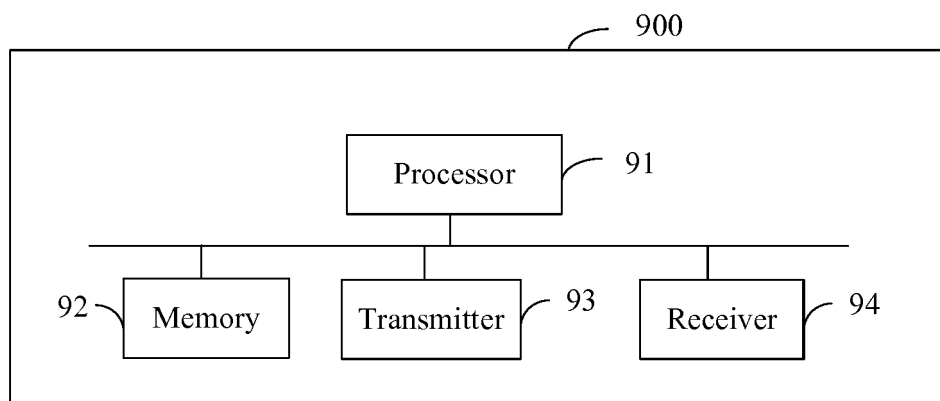 900
Processor
91
92
Memory
Transmitter
93
Receiver
94